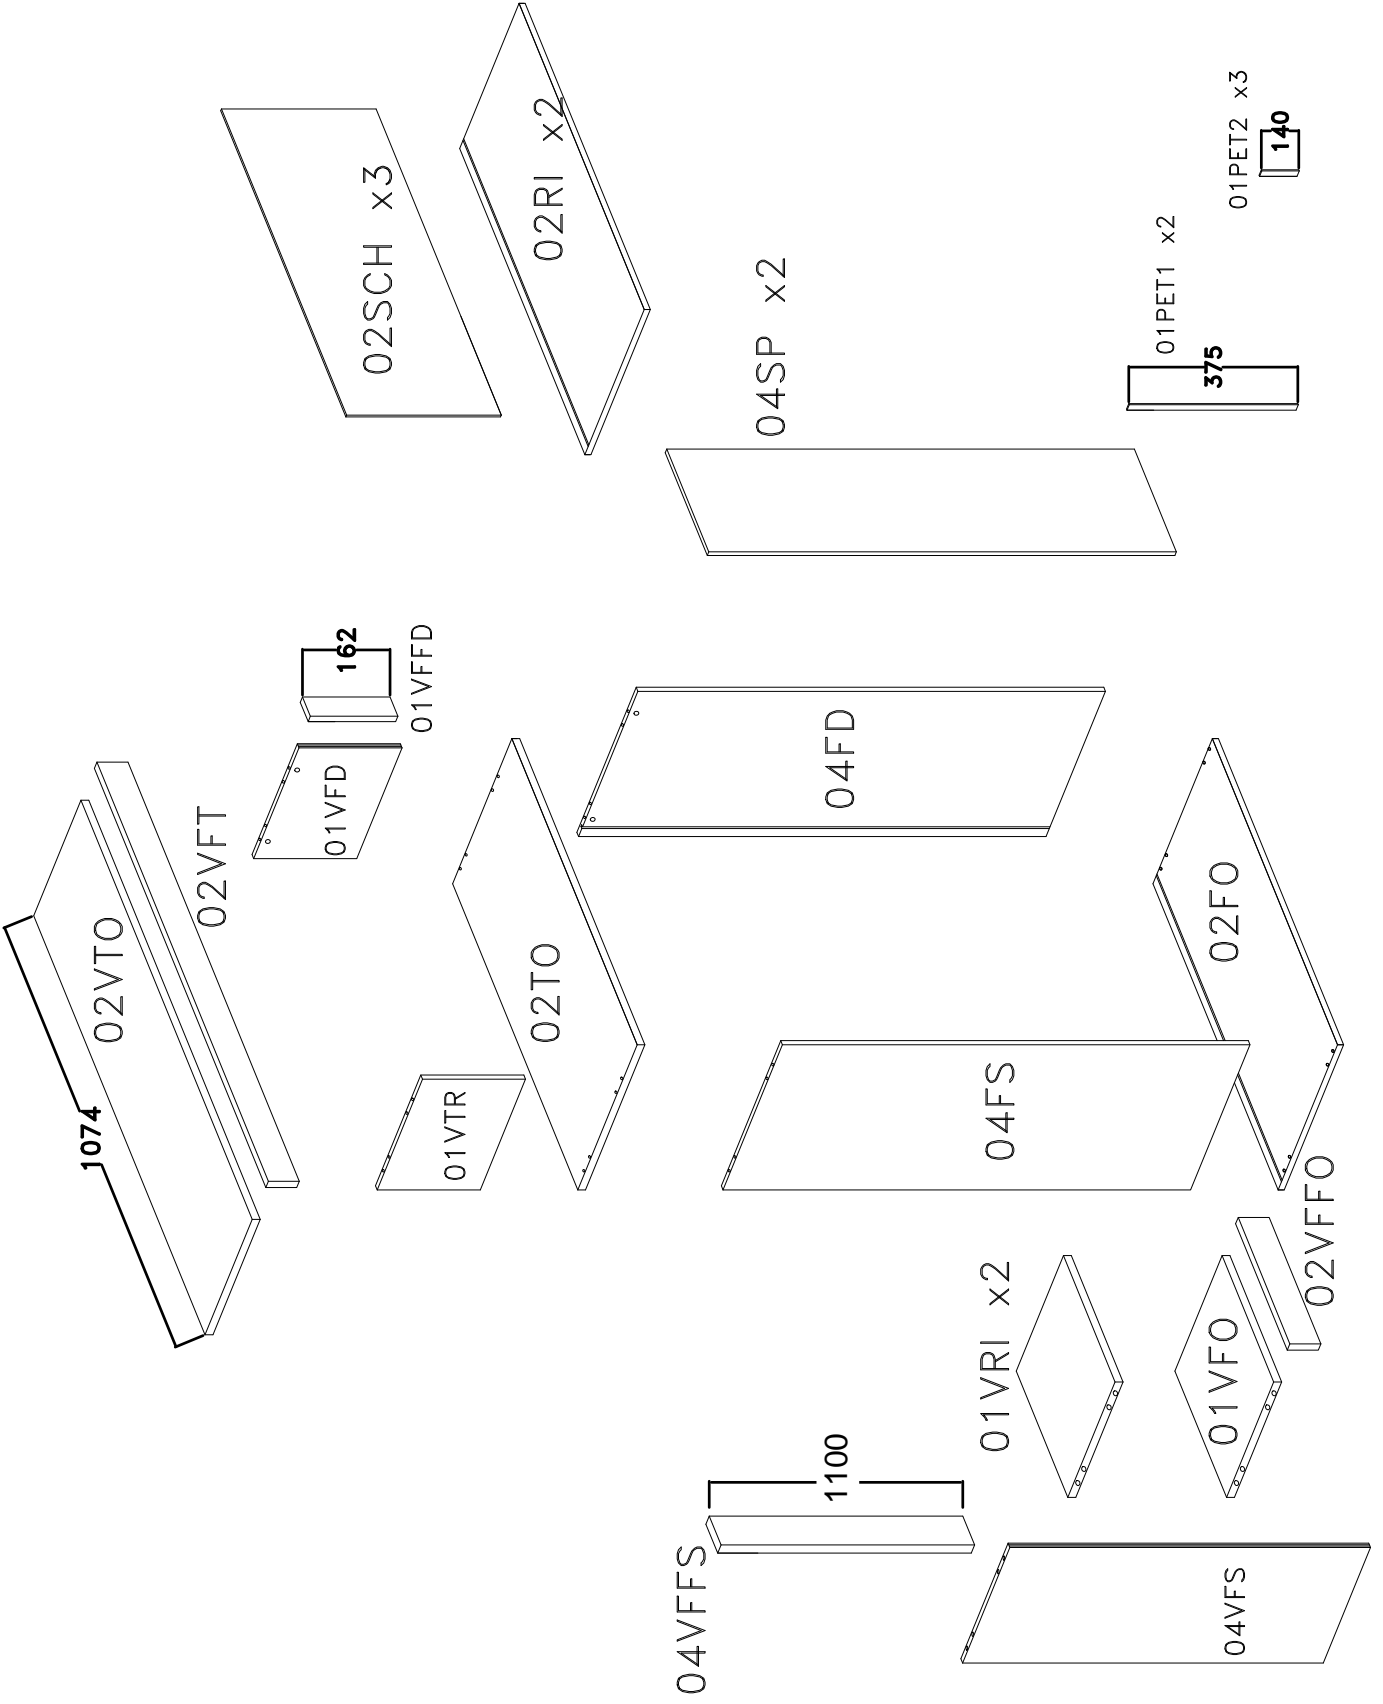 02SCH x3
02RI x2
01PET2 x3
140
01PET1 x2
375
04SP x2
162
01VFFD
01VFD
02VFT
02VTO
1074
04FD
02TO
02FO
01VTR
04FS
02VFFO
01VRI x2
01VFO
1100
04VFFS
04VFS